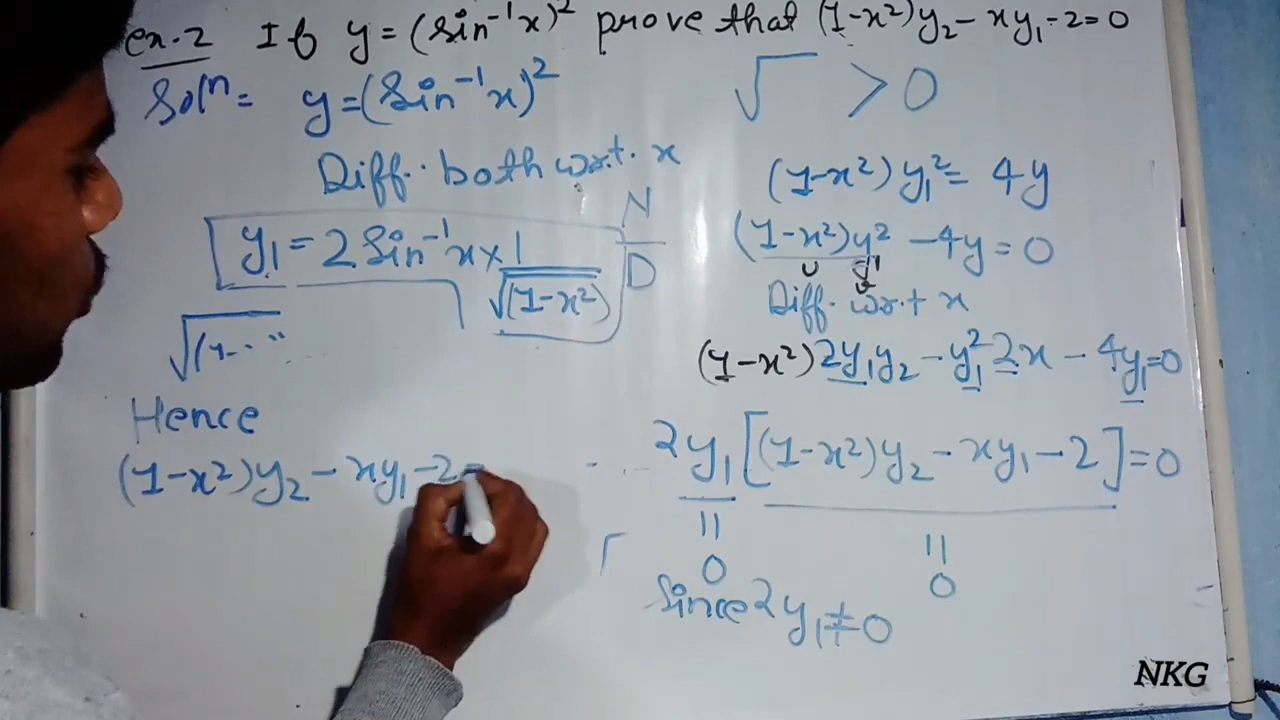 ex.2 If y=(sin⁻¹x)² prove that (1-x²)y₂-xy₁-2=0
Solⁿ= y=(Sin⁻¹x)²
Diff. both w.r.t. x
y₁=2Sin⁻¹x×1/√(1-x²)
N
D
√(1-...
Hence
(1-x²)y₂-xy₁-2=
√ >0
(1-x²)y₁²=4y
(1-x²)y²-4y=0
U
Diff. w.r.t x
(1-x²)2y₁y₂-y₁²2x-4y₁=0
2y₁[(1-x²)y₂-xy₁-2]=0
=
0
=
0
Since 2y₁≠0
NKG